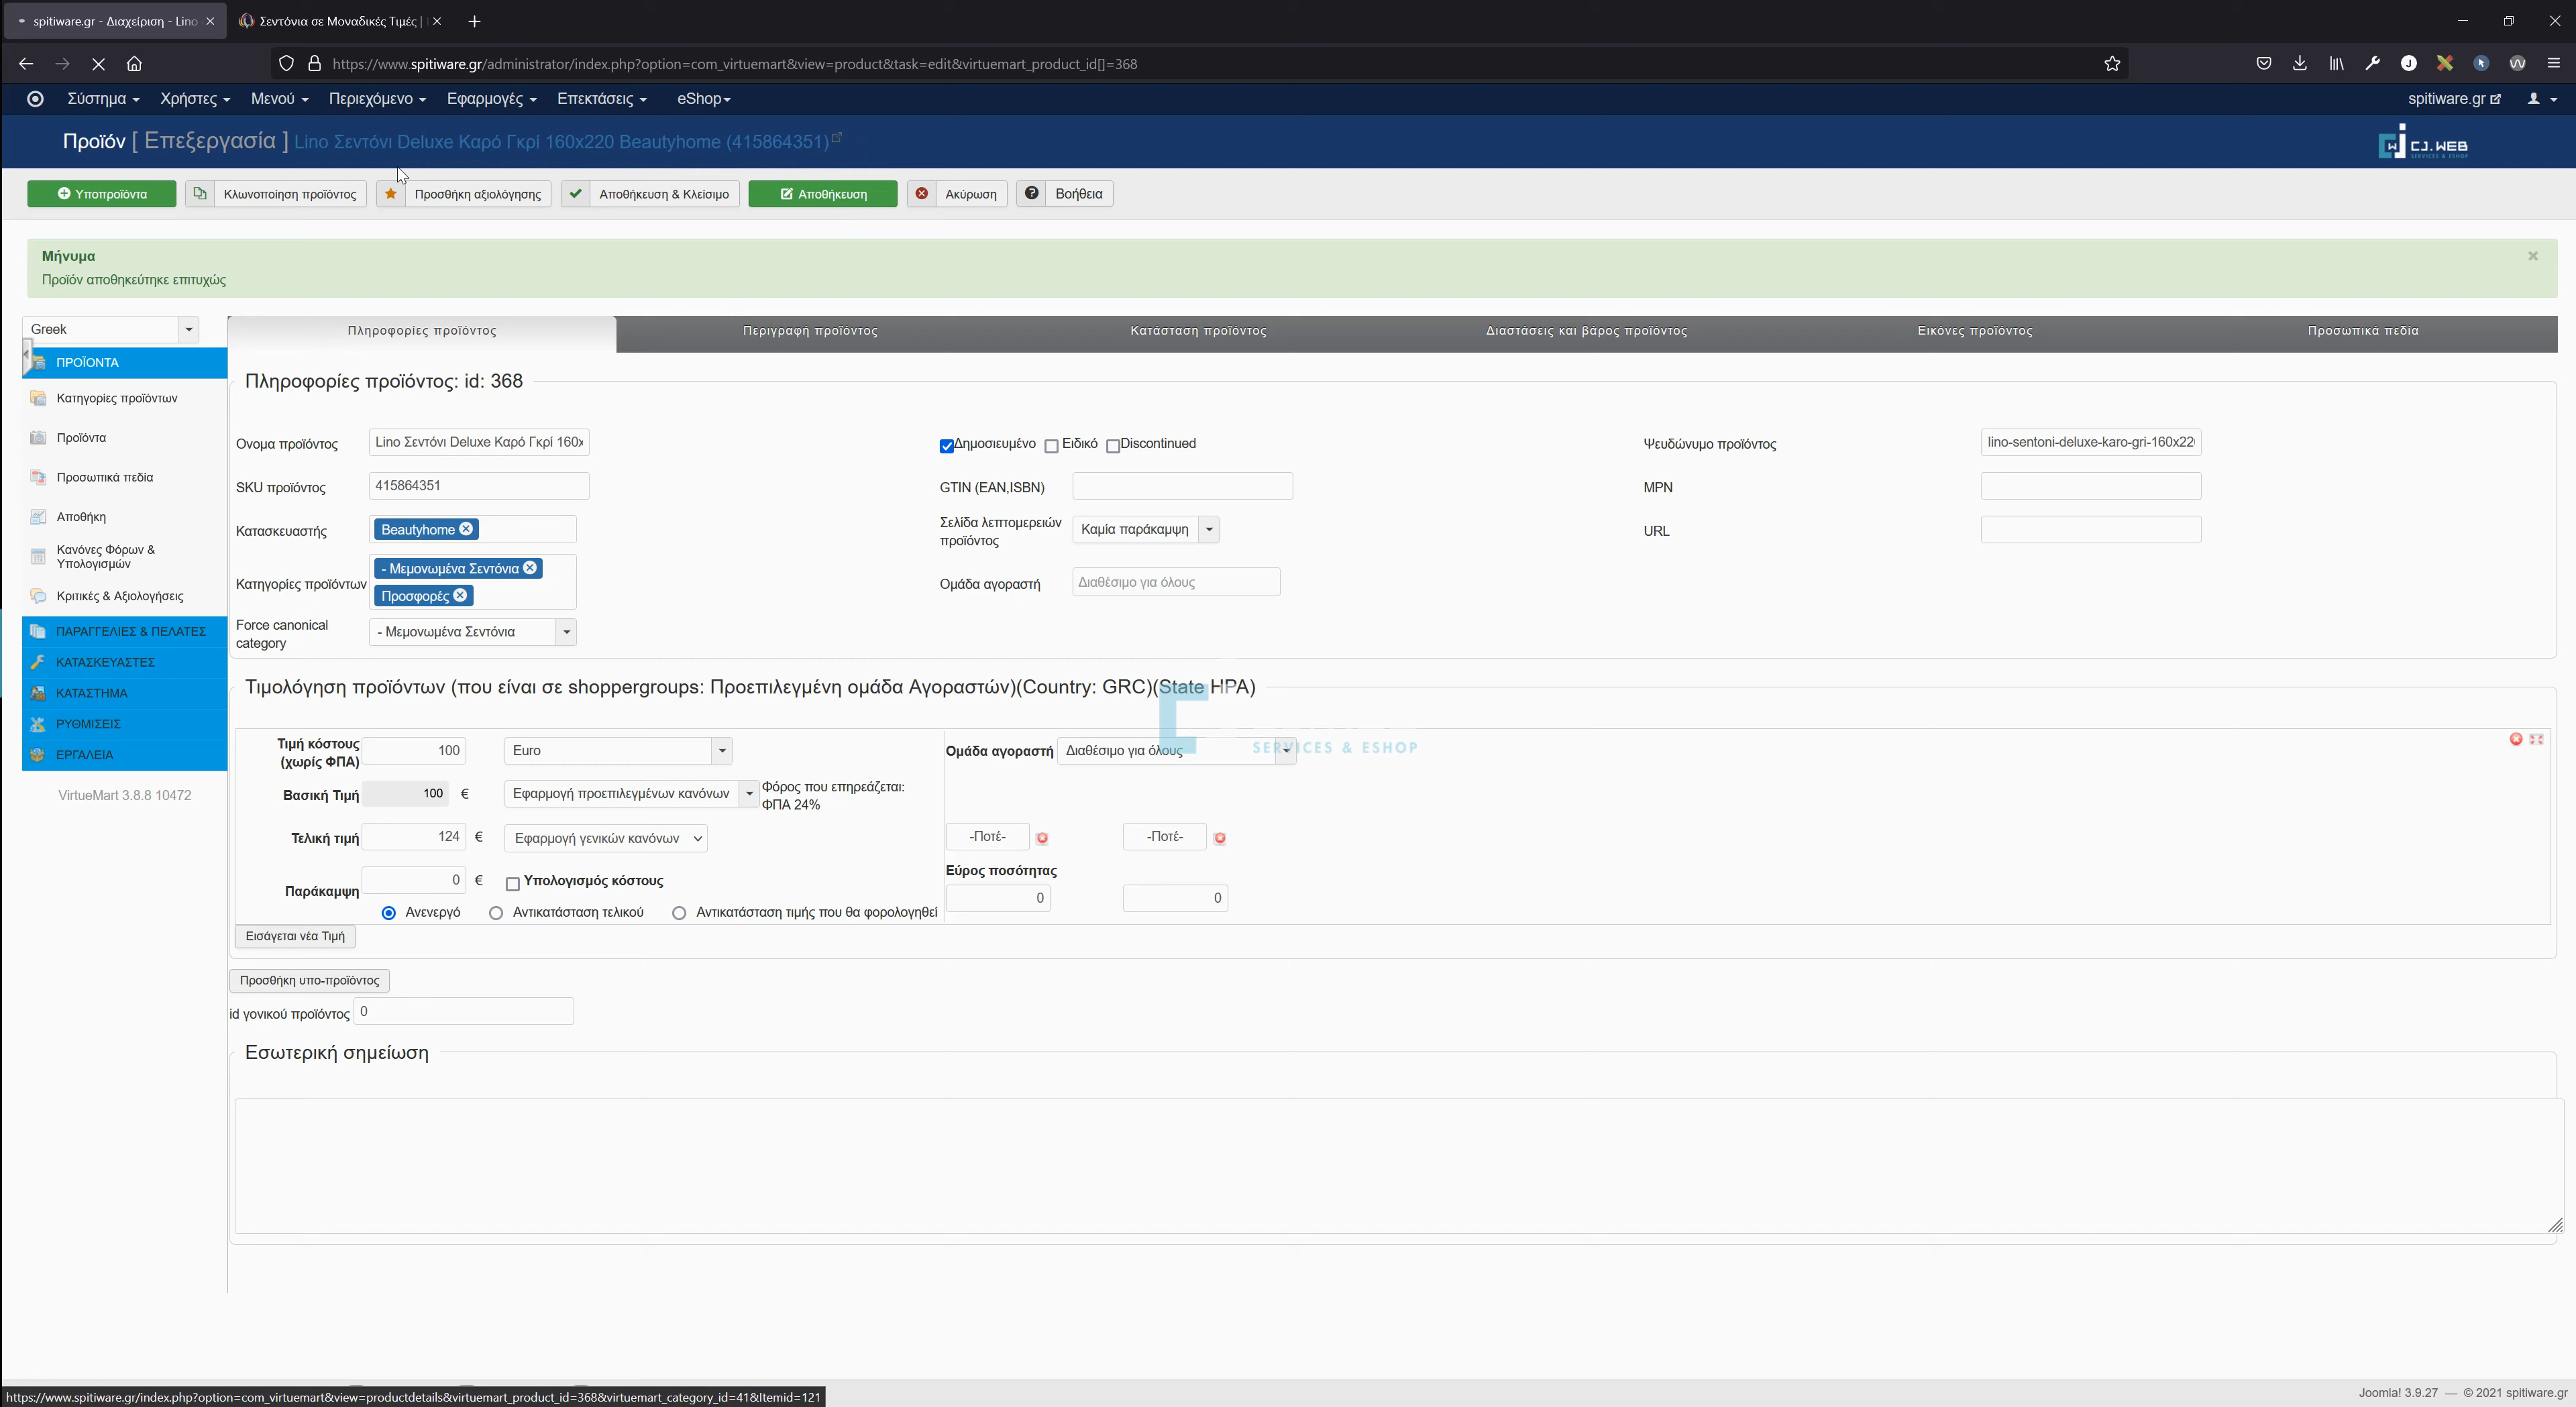 spitiware.gr - Διαχείριση - Lino
Σεντόνια σε Μοναδικές Τιμές |
https://www.spitiware.gr/administrator/index.php?option=com_virtuemart&view=product&task=edit&virtuemart_product_id[]=368
Σύστημα Χρήστες Μενού Περιεχόμενο Εφαρμογές Επεκτάσεις eShop spitiware.gr
Προϊόν [ Επεξεργασία ] Lino Σεντόνι Deluxe Καρό Γκρί 160x220 Beautyhome (415864351)
CJ.WEB
SERVICES & ESHOP
Υποπροϊόντα Κλωνοποίηση προϊόντος Προσθήκη αξιολόγησης Αποθήκευση & Κλείσιμο Αποθήκευση Ακύρωση Βοήθεια
Μήνυμα
Προϊόν αποθηκεύτηκε επιτυχώς
Greek
Πληροφορίες προϊόντος Περιγραφή προϊόντος Κατάσταση προϊόντος Διαστάσεις και βάρος προϊόντος Εικόνες προϊόντος Προσωπικά πεδία
ΠΡΟΪΟΝΤΑ
Κατηγορίες προϊόντων
Προϊόντα
Προσωπικά πεδία
Αποθήκη
Κανόνες Φόρων &
Υπολογισμών
Κριτικές & Αξιολογήσεις
ΠΑΡΑΓΓΕΛΙΕΣ & ΠΕΛΑΤΕΣ
ΚΑΤΑΣΚΕΥΑΣΤΕΣ
ΚΑΤΑΣΤΗΜΑ
ΡΥΘΜΙΣΕΙΣ
ΕΡΓΑΛΕΙΑ
VirtueMart 3.8.8 10472
Πληροφορίες προϊόντος: id: 368
Ονομα προϊόντος Lino Σεντόνι Deluxe Καρό Γκρί 160x Δημοσιευμένο Ειδικό Discontinued Ψευδώνυμο προϊόντος lino-sentoni-deluxe-karo-gri-160x22
SKU προϊόντος 415864351 GTIN (EAN,ISBN) MPN
Κατασκευαστής Beautyhome Σελίδα λεπτομερειών
προϊόντος Καμία παράκαμψη URL
Κατηγορίες προϊόντων - Μεμονωμένα Σεντόνια
Προσφορές Ομάδα αγοραστή Διαθέσιμο για όλους
Force canonical
category - Μεμονωμένα Σεντόνια
Τιμολόγηση προϊόντων (που είναι σε shoppergroups: Προεπιλεγμένη ομάδα Αγοραστών)(Country: GRC)(State HPA)
Τιμή κόστους
(χωρίς ΦΠΑ) 100 Euro Ομάδα αγοραστή Διαθέσιμο για όλους
SERVICES & ESHOP
Βασική Τιμή 100 € Εφαρμογή προεπιλεγμένων κανόνων Φόρος που επηρεάζεται:
ΦΠΑ 24%
Τελική τιμή 124 € Εφαρμογή γενικών κανόνων -Ποτέ- -Ποτέ-
Παράκαμψη 0 € Υπολογισμός κόστους Εύρος ποσότητας
0 0
Ανενεργό Αντικατάσταση τελικού Αντικατάσταση τιμής που θα φορολογηθεί
Εισάγεται νέα Τιμή
Προσθήκη υπο-προϊόντος
id γονικού προϊόντος 0
Εσωτερική σημείωση
https://www.spitiware.gr/index.php?option=com_virtuemart&view=productdetails&virtuemart_product_id=368&virtuemart_category_id=41&Itemid=121
Joomla! 3.9.27 — © 2021 spitiware.gr